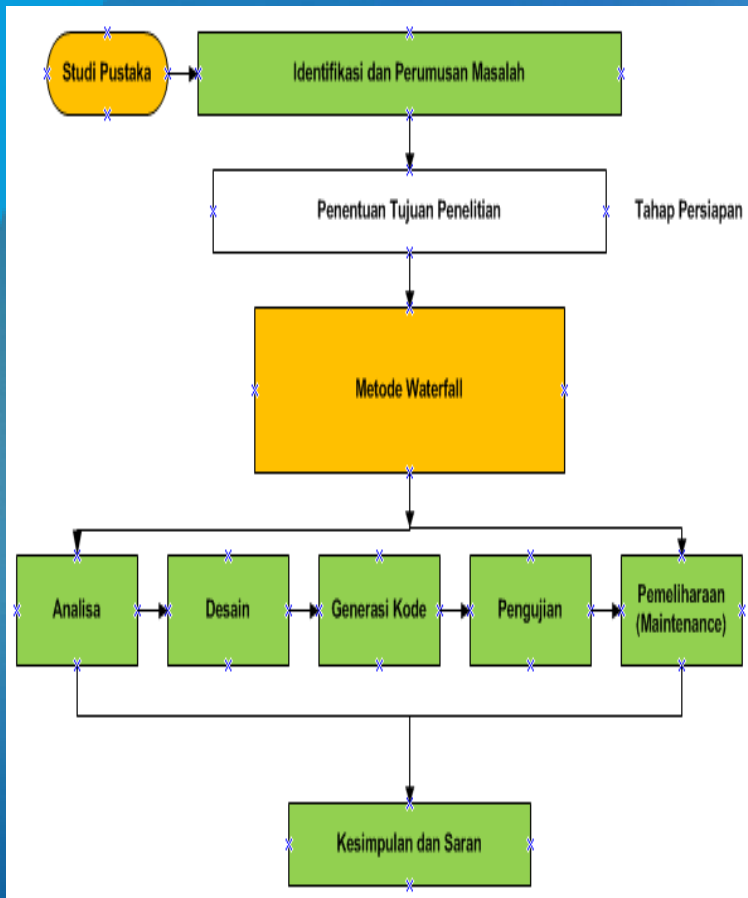 Studi Pustaka
Identifikasi dan Perumusan Masalah
Penentuan Tujuan Penelitian
Tahap Persiapan
Metode Waterfall
Analisa
Desain
Generasi Kode
Pengujian
Pemeliharaan
(Maintenance)
Kesimpulan dan Saran